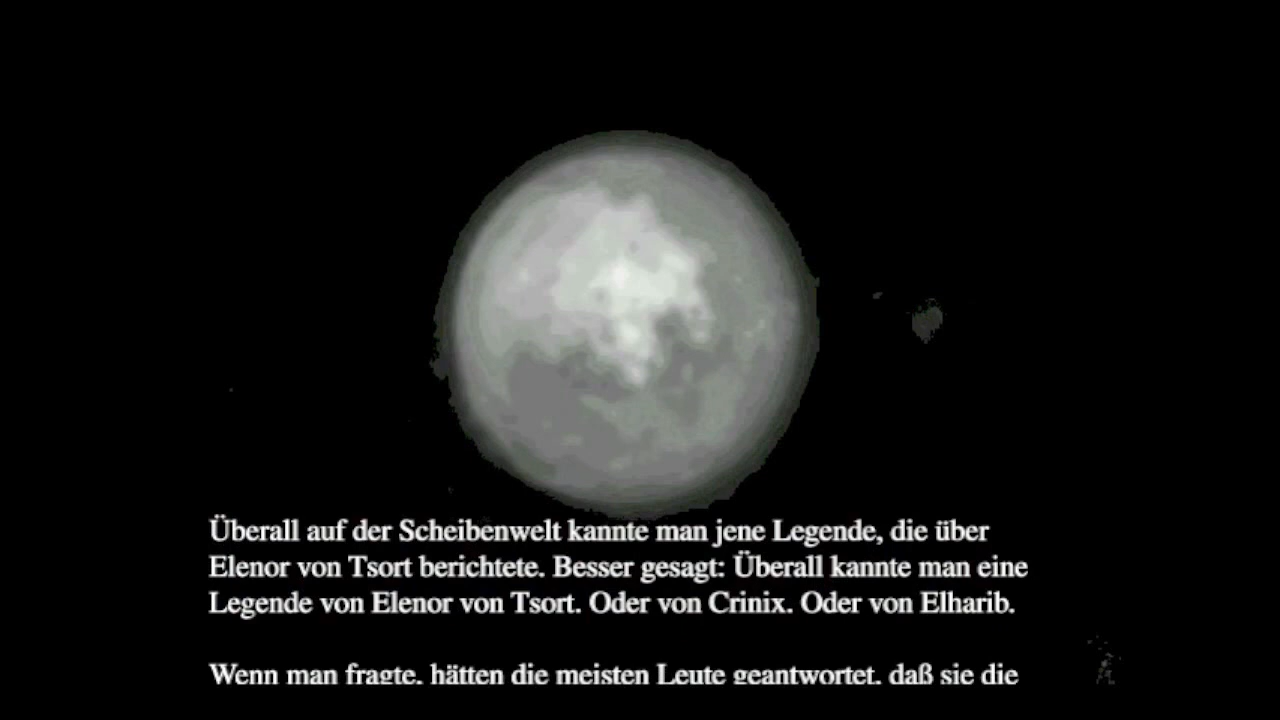 Überall auf der Scheibenwelt kannte man jene Legende, die über
Elenor von Tsort berichtete. Besser gesagt: Überall kannte man eine
Legende von Elenor von Tsort. Oder von Crinix. Oder von Elharib.
Wenn man fragte, hätten die meisten Leute geantwortet, daß sie die